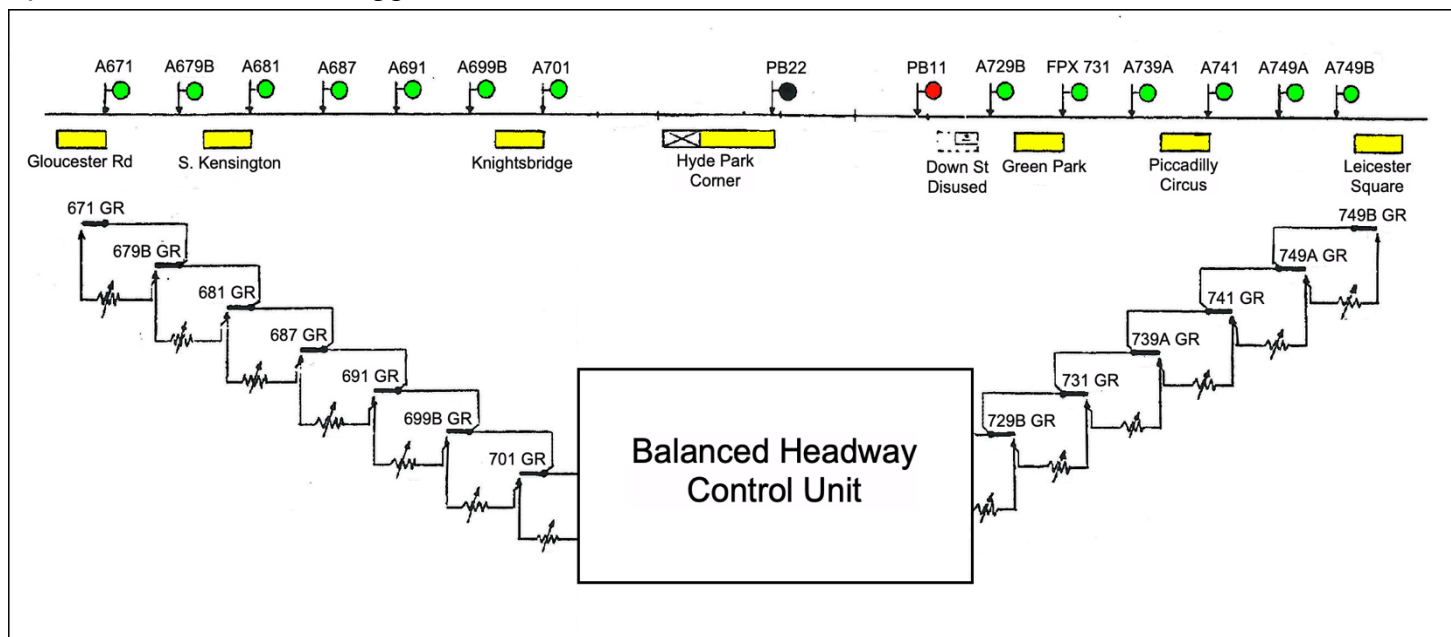 A671
A679B
A681
A687
A691
A699B
A701
PB22
PB11
A729B
FPX 731
A739A
A741
A749A
A749B
Gloucester Rd
S. Kensington
Knightsbridge
Hyde Park
Corner
Down St
Disused
Green Park
Piccadilly
Circus
Leicester
Square
671 GR
679B GR
681 GR
687 GR
691 GR
699B GR
701 GR
Balanced Headway
Control Unit
729B GR
731 GR
739A GR
741 GR
749A GR
749B GR